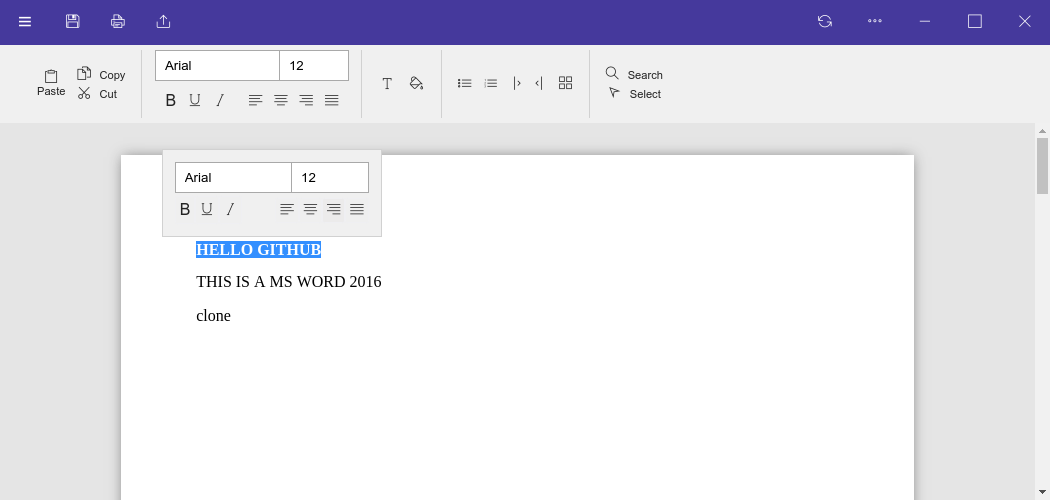 Paste
Copy
Cut
Arial 12
B U I
T
Search
Select
Arial 12
B U I
HELLO GITHUB
THIS IS A MS WORD 2016
clone